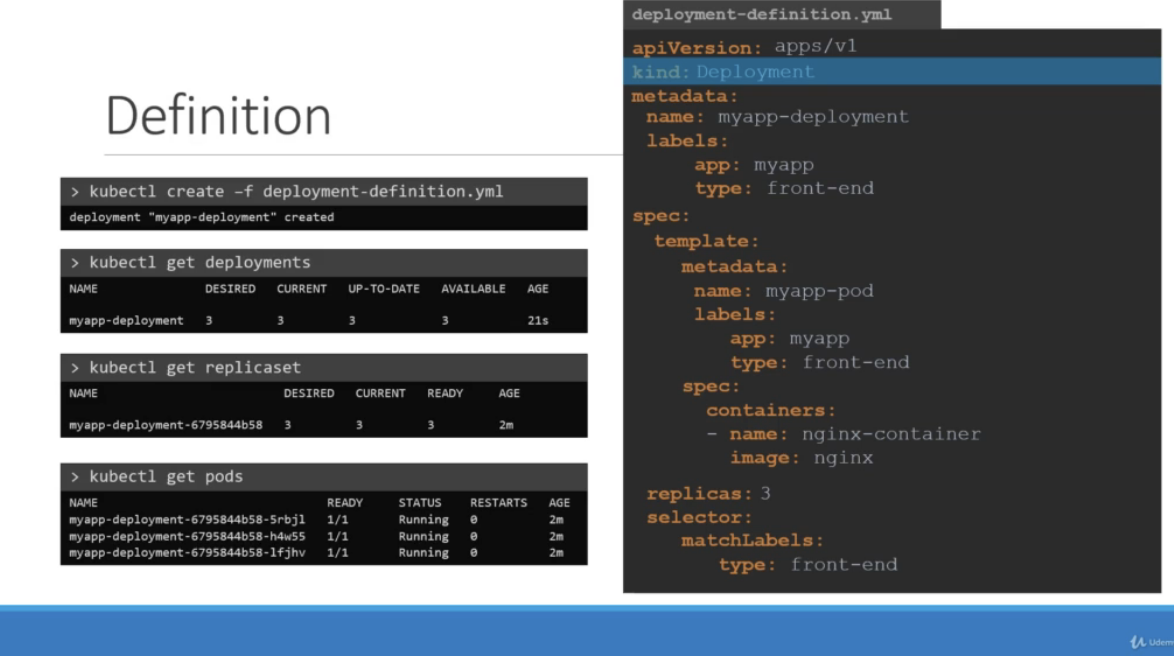 Definition
> kubectl create –f deployment-definition.yml
deployment "myapp-deployment" created
> kubectl get deployments
NAME DESIRED CURRENT UP-TO-DATE AVAILABLE AGE
myapp-deployment 3 3 3 3 21s
> kubectl get replicaset
NAME DESIRED CURRENT READY AGE
myapp-deployment-6795844b58 3 3 3 2m
> kubectl get pods
NAME READY STATUS RESTARTS AGE
myapp-deployment-6795844b58-5rbjl 1/1 Running 0 2m
myapp-deployment-6795844b58-h4w55 1/1 Running 0 2m
myapp-deployment-6795844b58-lfjhv 1/1 Running 0 2m
deployment-definition.yml
apiVersion: apps/v1
kind: Deployment
metadata:
name: myapp-deployment
labels:
app: myapp
type: front-end
spec:
template:
metadata:
name: myapp-pod
labels:
app: myapp
type: front-end
spec:
containers:
- name: nginx-container
image: nginx
replicas: 3
selector:
matchLabels:
type: front-end